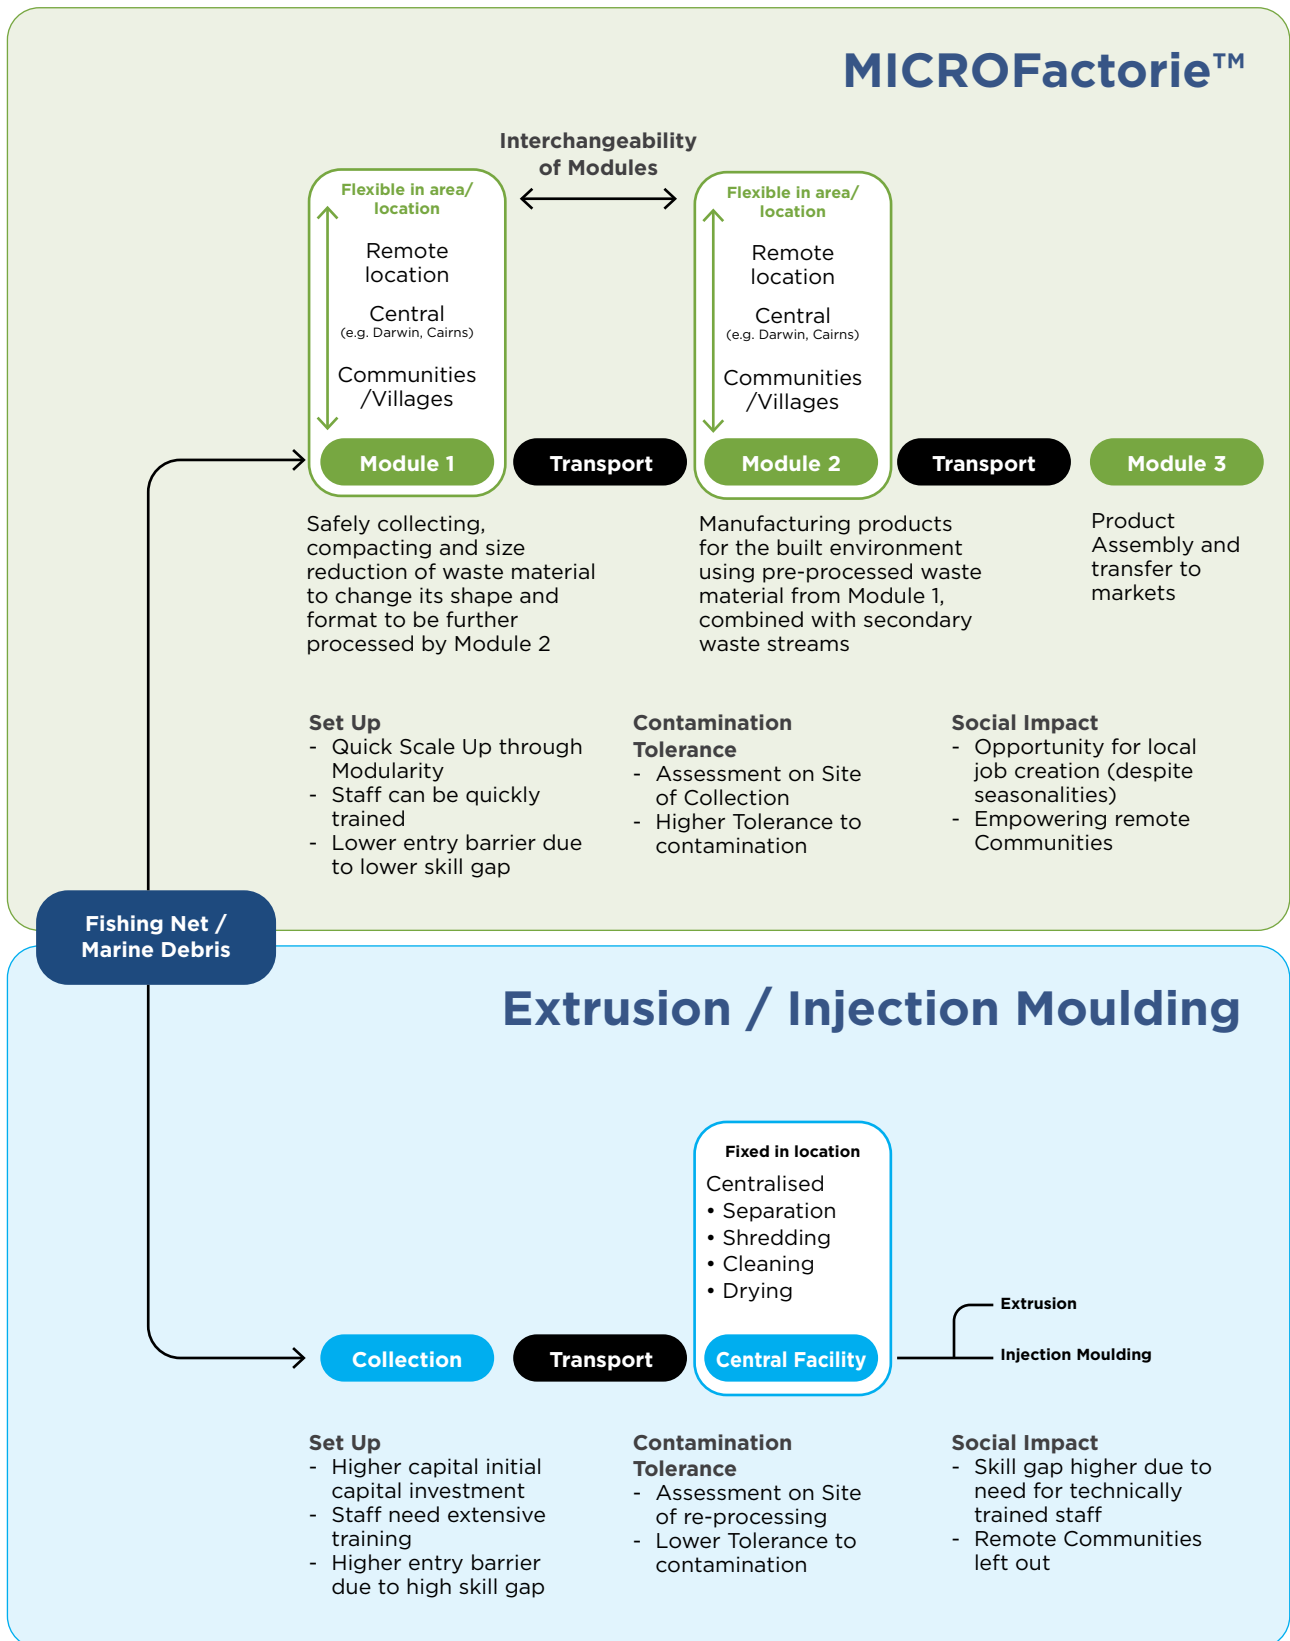 MICROFactorie™
Interchangeability
of Modules
Flexible in area/
location
Remote
location
Central
(e.g. Darwin, Cairns)
Communities
/Villages
Flexible in area/
location
Remote
location
Central
(e.g. Darwin, Cairns)
Communities
/Villages
Module 1
Transport
Module 2
Transport
Module 3
Safely collecting,
compacting and size
reduction of waste material
to change its shape and
format to be further
processed by Module 2
Manufacturing products
for the built environment
using pre-processed waste
material from Module 1,
combined with secondary
waste streams
Product
Assembly and
transfer to
markets
Set Up
- Quick Scale Up through
Modularity
- Staff can be quickly
trained
- Lower entry barrier due
to lower skill gap
Contamination
Tolerance
- Assessment on Site
of Collection
- Higher Tolerance to
contamination
Social Impact
- Opportunity for local
job creation (despite
seasonalities)
- Empowering remote
Communities
Fishing Net /
Marine Debris
Extrusion / Injection Moulding
Fixed in location
Centralised
• Separation
• Shredding
• Cleaning
• Drying
Collection
Transport
Central Facility
Extrusion
Injection Moulding
Set Up
- Higher capital initial
capital investment
- Staff need extensive
training
- Higher entry barrier
due to high skill gap
Contamination
Tolerance
- Assessment on Site
of re-processing
- Lower Tolerance to
contamination
Social Impact
- Skill gap higher due to
need for technically
trained staff
- Remote Communities
left out